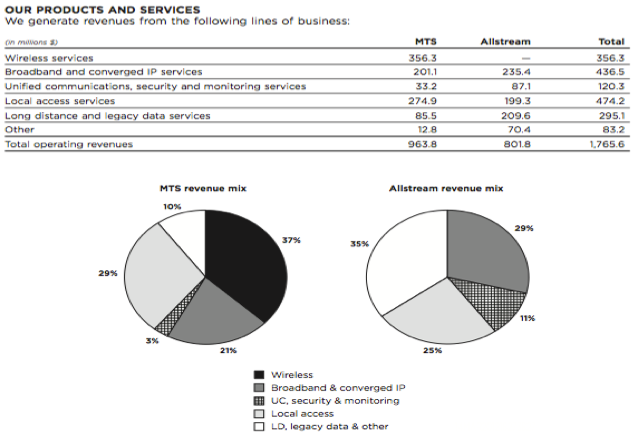 OUR PRODUCTS AND SERVICES
We generate revenues from the following lines of business:
(in millions $) MTS Allstream Total
Wireless services 356.3 — 356.3
Broadband and converged IP services 201.1 235.4 436.5
Unified communications, security and monitoring services 33.2 87.1 120.3
Local access services 274.9 199.3 474.2
Long distance and legacy data services 85.5 209.6 295.1
Other 12.8 70.4 83.2
Total operating revenues 963.8 801.8 1,765.6
MTS revenue mix
10%
37%
29%
3%
21%
Allstream revenue mix
29%
35%
11%
25%
Wireless
Broadband & converged IP
UC, security & monitoring
Local access
LD, legacy data & other